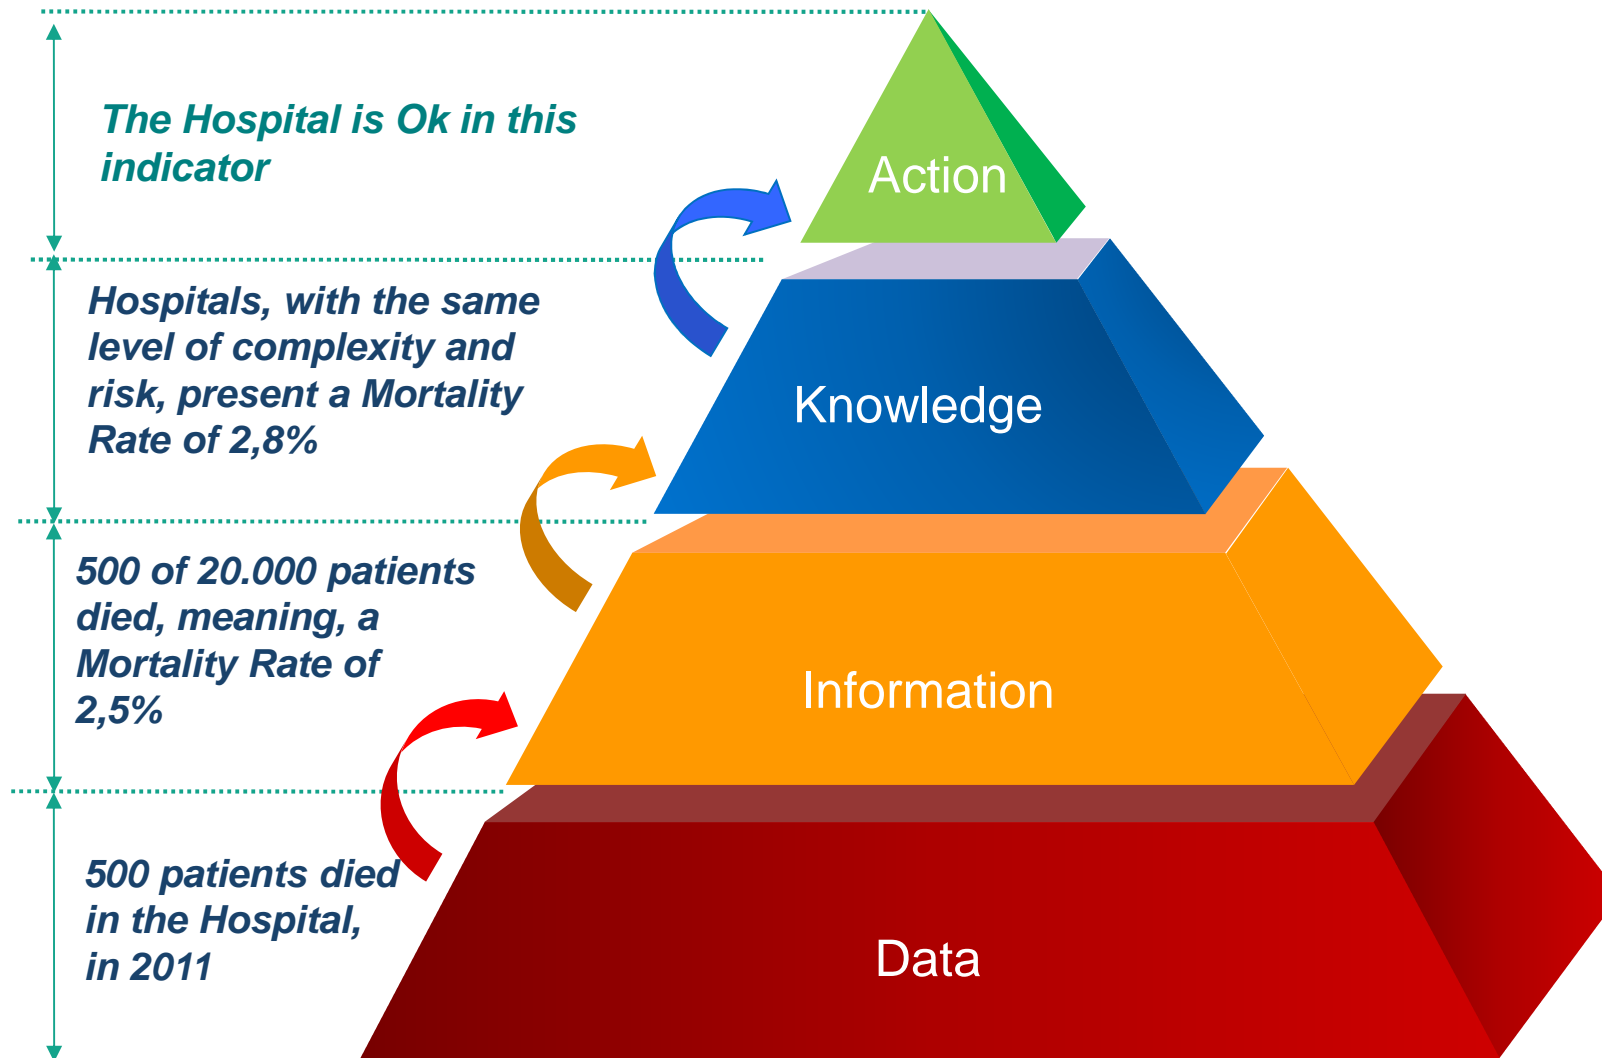 The Hospital is Ok in this
indicator
Action
Hospitals, with the same
level of complexity and
risk, present a Mortality
Rate of 2,8%
Knowledge
500 of 20.000 patients
died, meaning, a
Mortality Rate of
2,5%
Information
500 patients died
in the Hospital,
in 2011
Data